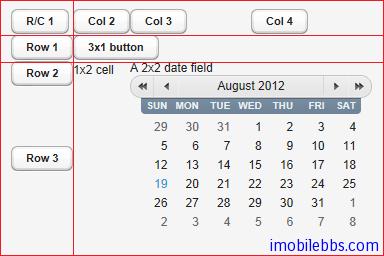 R/C 1 Col 2 Col 3 Col 4
Row 1 3x1 button
Row 2 1x2 cell A 2x2 date field
August 2012
SUN MON TUE WED THU FRI SAT
29 30 31 1 2 3 4
5 6 7 8 9 10 11
12 13 14 15 16 17 18
Row 3
19 20 21 22 23 24 25
26 27 28 29 30 31 1
2 3 4 5 6 7 8
imobilebbs.com